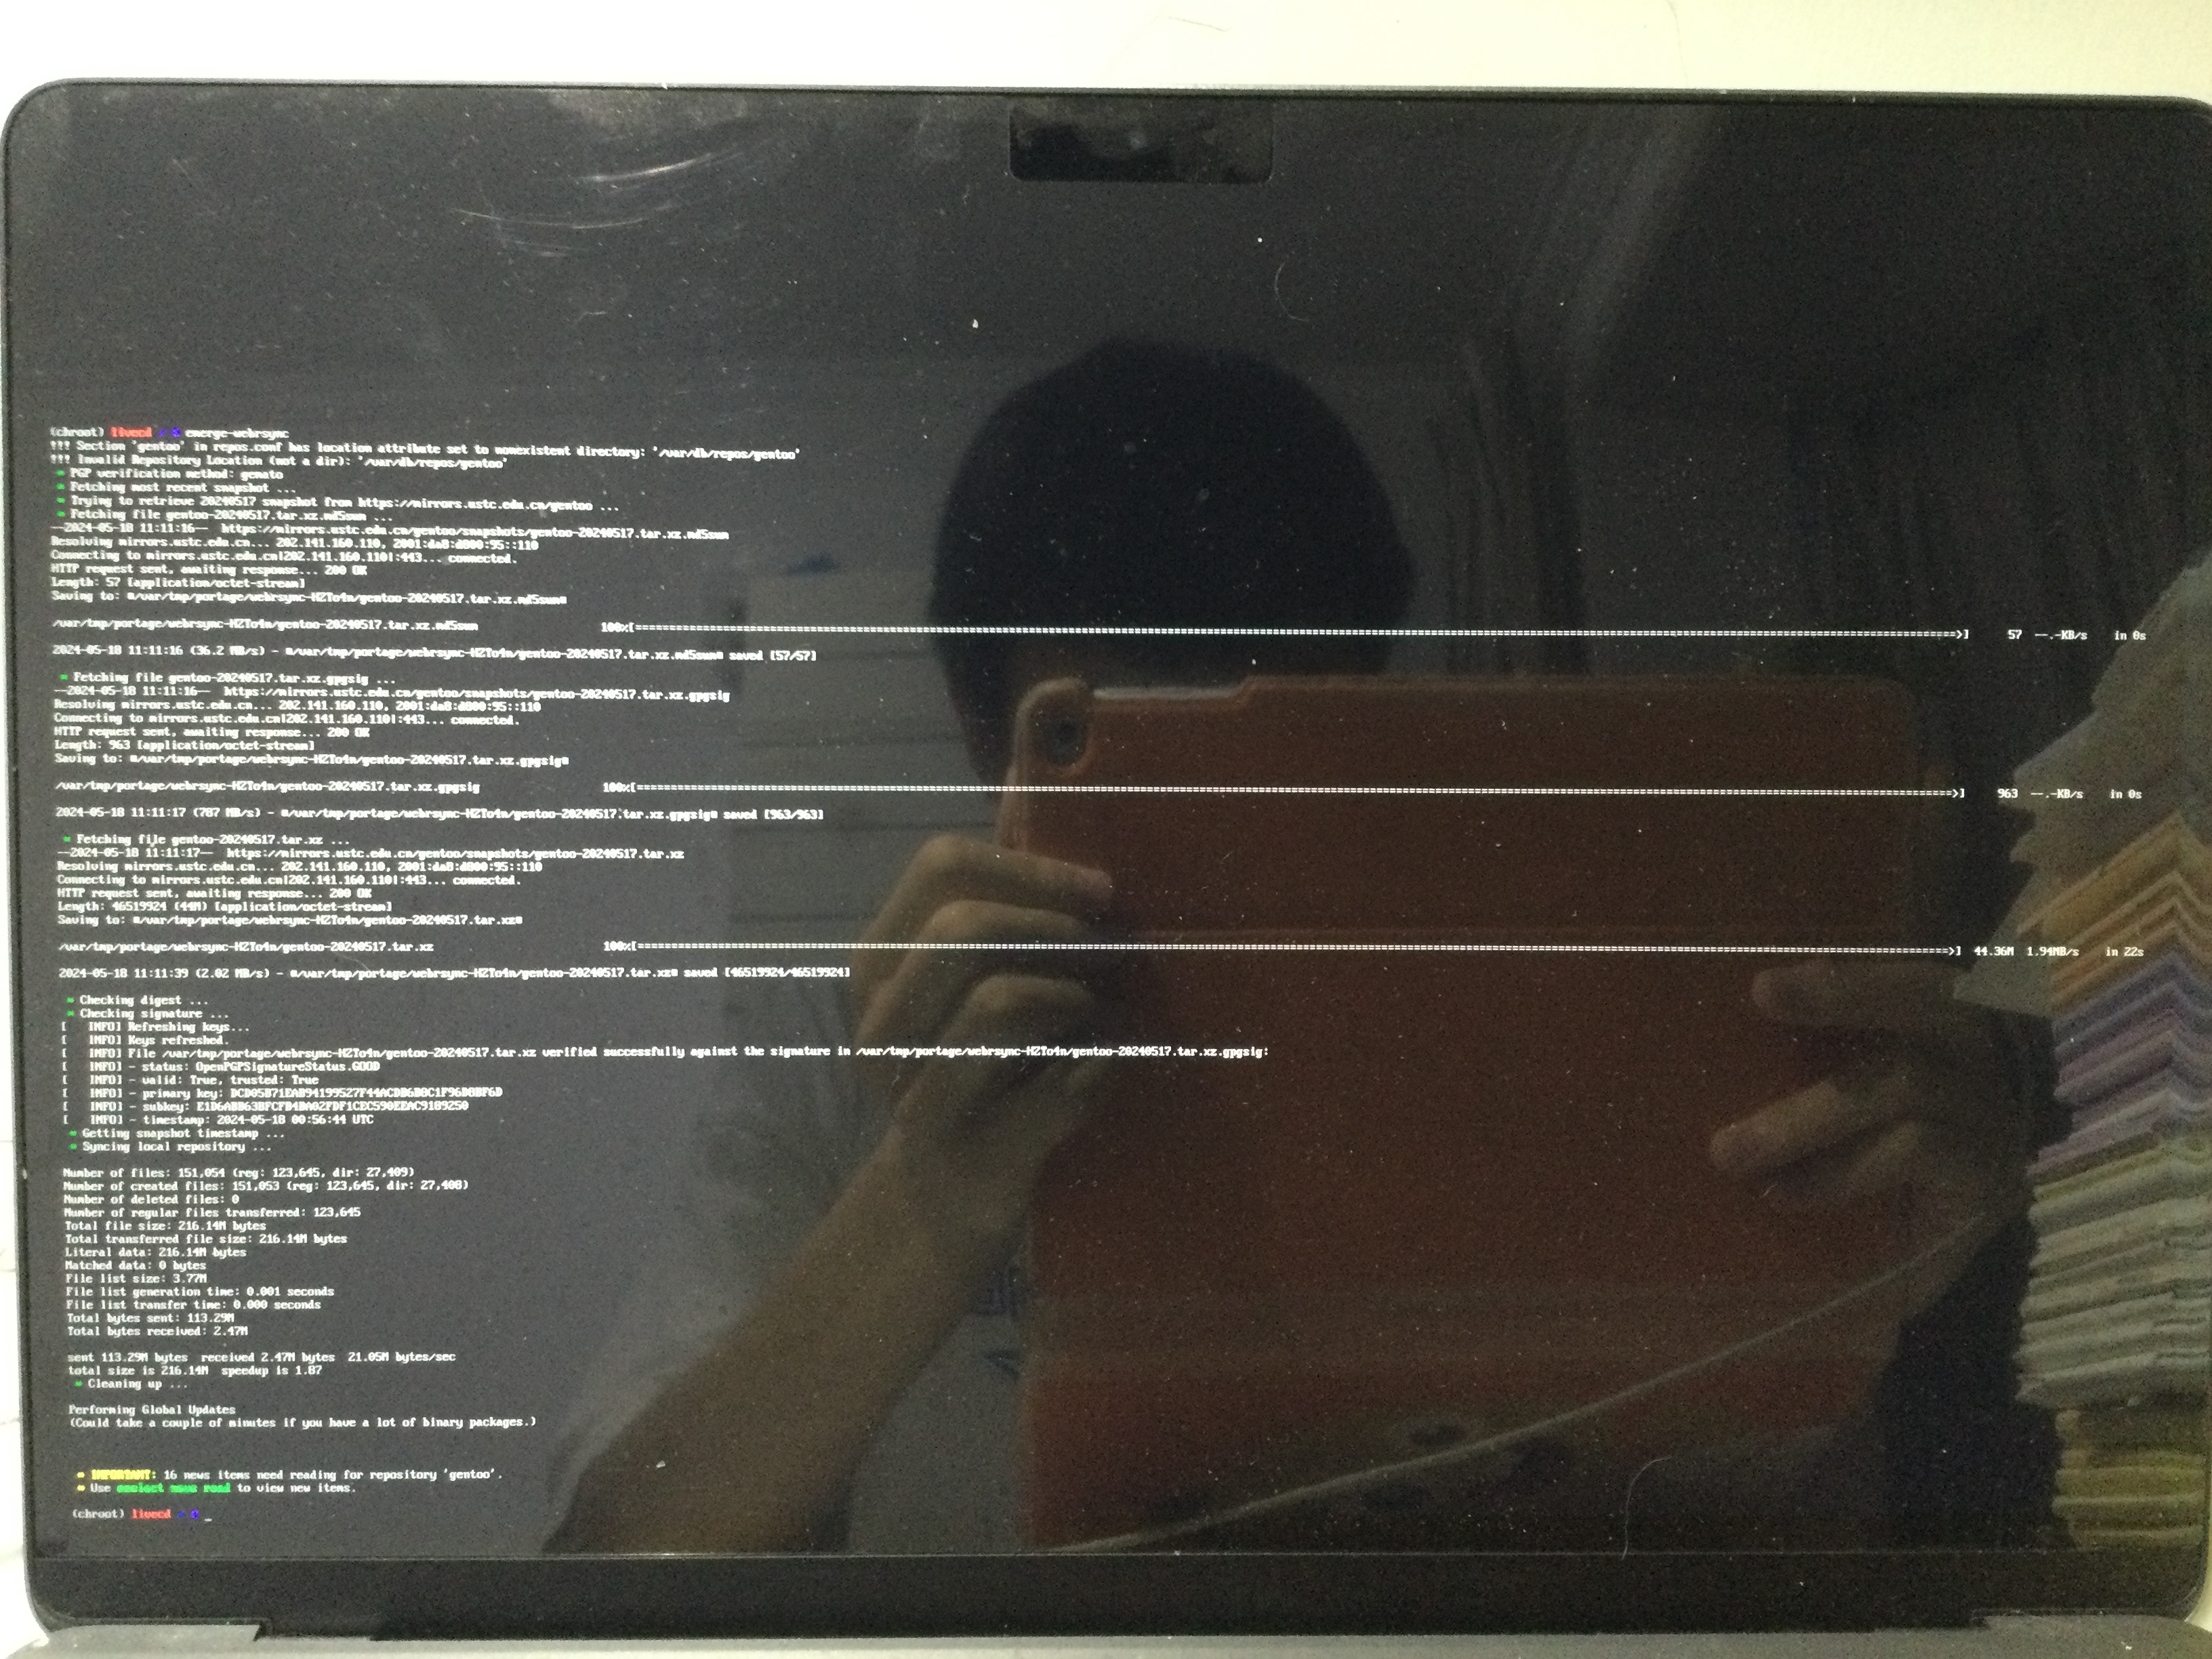 (chroot) livecd / # emerge-webrsync
!!! Section 'gentoo' in repos.conf has location attribute set to nonexistent directory: '/var/db/repos/gentoo'
!!! Invalid Repository Location (not a dir): '/var/db/repos/gentoo'
* PGP verification method: gemato
* Fetching most recent snapshot ...
* Trying to retrieve 20240517 snapshot from https://mirrors.ustc.edu.cn/gentoo ...
* Fetching file gentoo-20240517.tar.xz.md5sum ...
--2024-05-18 11:11:16-- https://mirrors.ustc.edu.cn/gentoo/snapshots/gentoo-20240517.tar.xz.md5sum
Resolving mirrors.ustc.edu.cn... 202.141.160.110, 2001:da8:d800:95::110
Connecting to mirrors.ustc.edu.cn|202.141.160.110|:443... connected.
HTTP request sent, awaiting response... 200 OK
Length: 57 [application/octet-stream]
Saving to: ■/var/tmp/portage/webrsync-HZTo4n/gentoo-20240517.tar.xz.md5sum■
/var/tmp/portage/webrsync-HZTo4n/gentoo-20240517.tar.xz.md5sum 100%[===================>] 57 --.-KB/s in 0s
2024-05-18 11:11:16 (36.2 MB/s) - ■/var/tmp/portage/webrsync-HZTo4n/gentoo-20240517.tar.xz.md5sum■ saved [57/57]
* Fetching file gentoo-20240517.tar.xz.gpgsig ...
--2024-05-18 11:11:16-- https://mirrors.ustc.edu.cn/gentoo/snapshots/gentoo-20240517.tar.xz.gpgsig
Resolving mirrors.ustc.edu.cn... 202.141.160.110, 2001:da8:d800:95::110
Connecting to mirrors.ustc.edu.cn|202.141.160.110|:443... connected.
HTTP request sent, awaiting response... 200 OK
Length: 963 [application/octet-stream]
Saving to: ■/var/tmp/portage/webrsync-HZTo4n/gentoo-20240517.tar.xz.gpgsig■
/var/tmp/portage/webrsync-HZTo4n/gentoo-20240517.tar.xz.gpgsig 100%[===================>] 963 --.-KB/s in 0s
2024-05-18 11:11:17 (787 MB/s) - ■/var/tmp/portage/webrsync-HZTo4n/gentoo-20240517.tar.xz.gpgsig■ saved [963/963]
* Fetching file gentoo-20240517.tar.xz ...
--2024-05-18 11:11:17-- https://mirrors.ustc.edu.cn/gentoo/snapshots/gentoo-20240517.tar.xz
Resolving mirrors.ustc.edu.cn... 202.141.160.110, 2001:da8:d800:95::110
Connecting to mirrors.ustc.edu.cn|202.141.160.110|:443... connected.
HTTP request sent, awaiting response... 200 OK
Length: 46519924 (44M) [application/octet-stream]
Saving to: ■/var/tmp/portage/webrsync-HZTo4n/gentoo-20240517.tar.xz■
/var/tmp/portage/webrsync-HZTo4n/gentoo-20240517.tar.xz 100%[===================>] 44.36M 1.94MB/s in 22s
2024-05-18 11:11:39 (2.02 MB/s) - ■/var/tmp/portage/webrsync-HZTo4n/gentoo-20240517.tar.xz■ saved [46519924/46519924]
* Checking digest ...
* Checking signature ...
[ INFO] Refreshing keys...
[ INFO] Keys refreshed.
[ INFO] File /var/tmp/portage/webrsync-HZTo4n/gentoo-20240517.tar.xz verified successfully against the signature in /var/tmp/portage/webrsync-HZTo4n/gentoo-20240517.tar.xz.gpgsig:
[ INFO] - status: OpenPGPSignatureStatus.GOOD
[ INFO] - valid: True, trusted: True
[ INFO] - primary key: DCD05B71EAB94199527F44ACDB6B8C1F96D8BF6D
[ INFO] - subkey: E1D6ABB63BFCFB4BA02FDF1CEC590EEAC9189250
[ INFO] - timestamp: 2024-05-18 00:56:44 UTC
* Getting snapshot timestamp ...
* Syncing local repository ...
Number of files: 151,054 (reg: 123,645, dir: 27,409)
Number of created files: 151,053 (reg: 123,645, dir: 27,408)
Number of deleted files: 0
Number of regular files transferred: 123,645
Total file size: 216.14M bytes
Total transferred file size: 216.14M bytes
Literal data: 216.14M bytes
Matched data: 0 bytes
File list size: 3.77M
File list generation time: 0.001 seconds
File list transfer time: 0.000 seconds
Total bytes sent: 113.29M
Total bytes received: 2.47M
sent 113.29M bytes received 2.47M bytes 21.05M bytes/sec
total size is 216.14M speedup is 1.87
* Cleaning up ...
Performing Global Updates
(Could take a couple of minutes if you have a lot of binary packages.)
* IMPORTANT: 16 news items need reading for repository 'gentoo'.
* Use eselect news read to view new items.
(chroot) livecd / # _